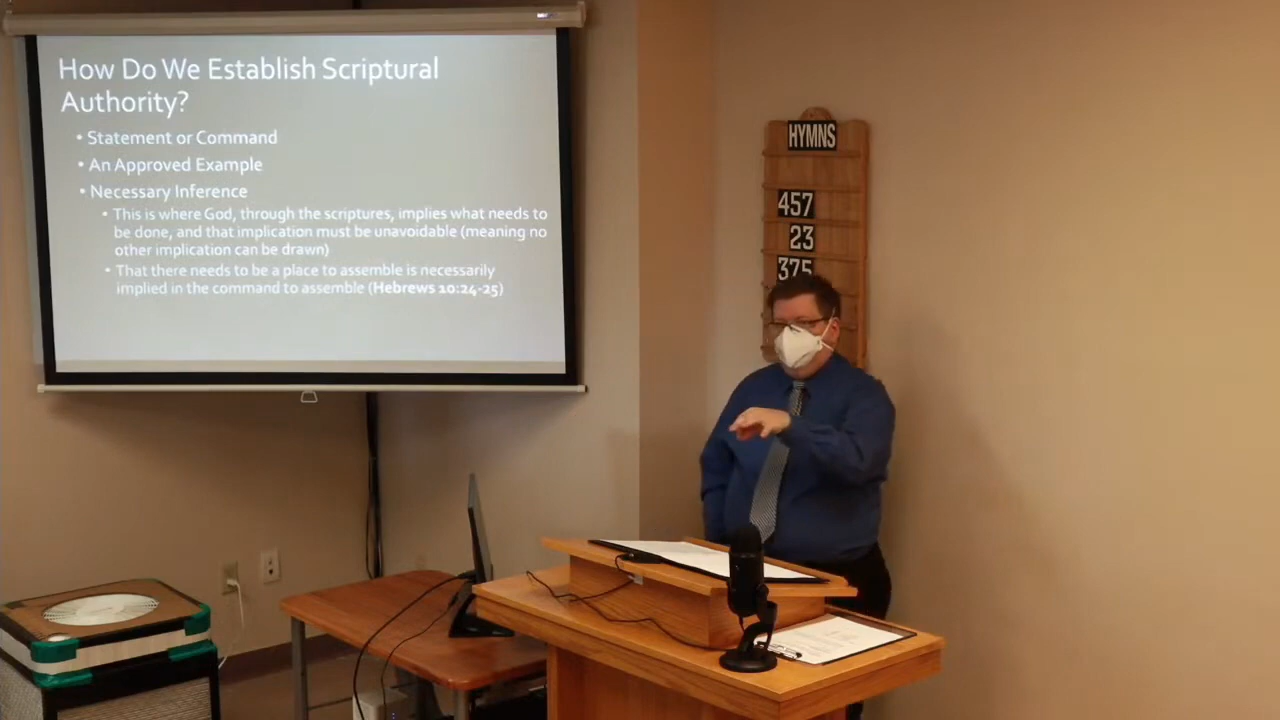 How Do We Establish Scriptural
Authority?
• Statement or Command
• An Approved Example
• Necessary Inference
• This is where God, through the scriptures, implies what needs to
be done, and that implication must be unavoidable (meaning no
other implication can be drawn)
• That there needs to be a place to assemble is necessarily
implied in the command to assemble (Hebrews 10:24-25)
HYMNS
457
23
375